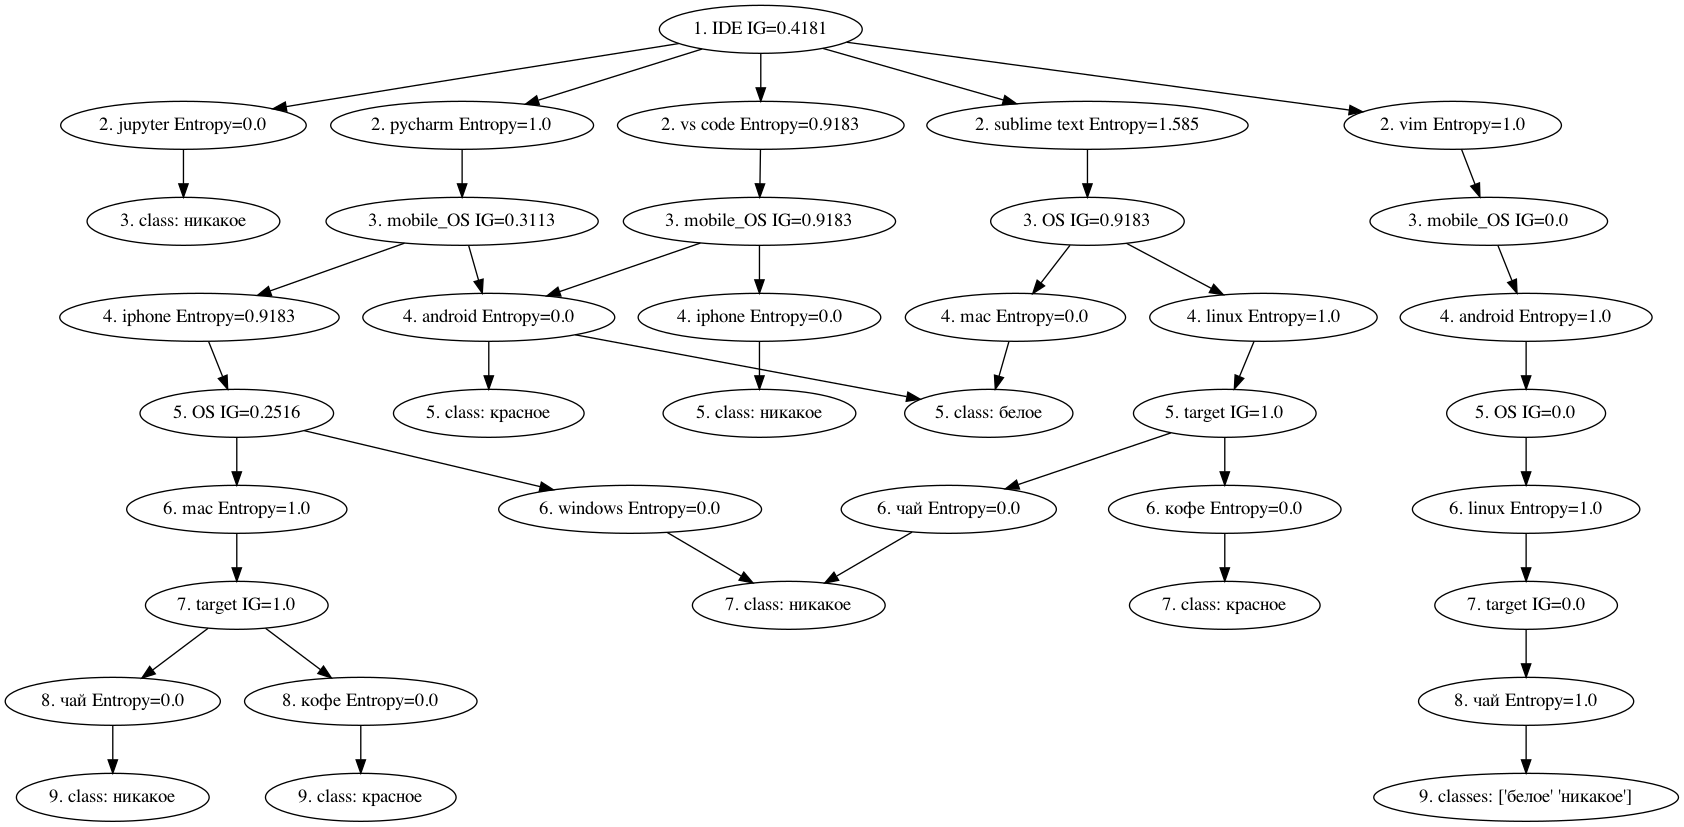 1. IDE IG=0.4181
2. jupyter Entropy=0.0
2. pycharm Entropy=1.0
2. vs code Entropy=0.9183
2. sublime text Entropy=1.585
2. vim Entropy=1.0
3. class: никакое
3. mobile_OS IG=0.3113
3. mobile_OS IG=0.9183
3. OS IG=0.9183
3. mobile_OS IG=0.0
4. iphone Entropy=0.9183
4. android Entropy=0.0
4. iphone Entropy=0.0
4. mac Entropy=0.0
4. linux Entropy=1.0
4. android Entropy=1.0
5. OS IG=0.2516
5. class: красное
5. class: никакое
5. class: белое
5. target IG=1.0
5. OS IG=0.0
6. mac Entropy=1.0
6. windows Entropy=0.0
6. чай Entropy=0.0
6. кофе Entropy=0.0
6. linux Entropy=1.0
7. target IG=1.0
7. class: никакое
7. class: красное
7. target IG=0.0
8. чай Entropy=0.0
8. кофе Entropy=0.0
8. чай Entropy=1.0
9. class: никакое
9. class: красное
9. classes: ['белое' 'никакое']